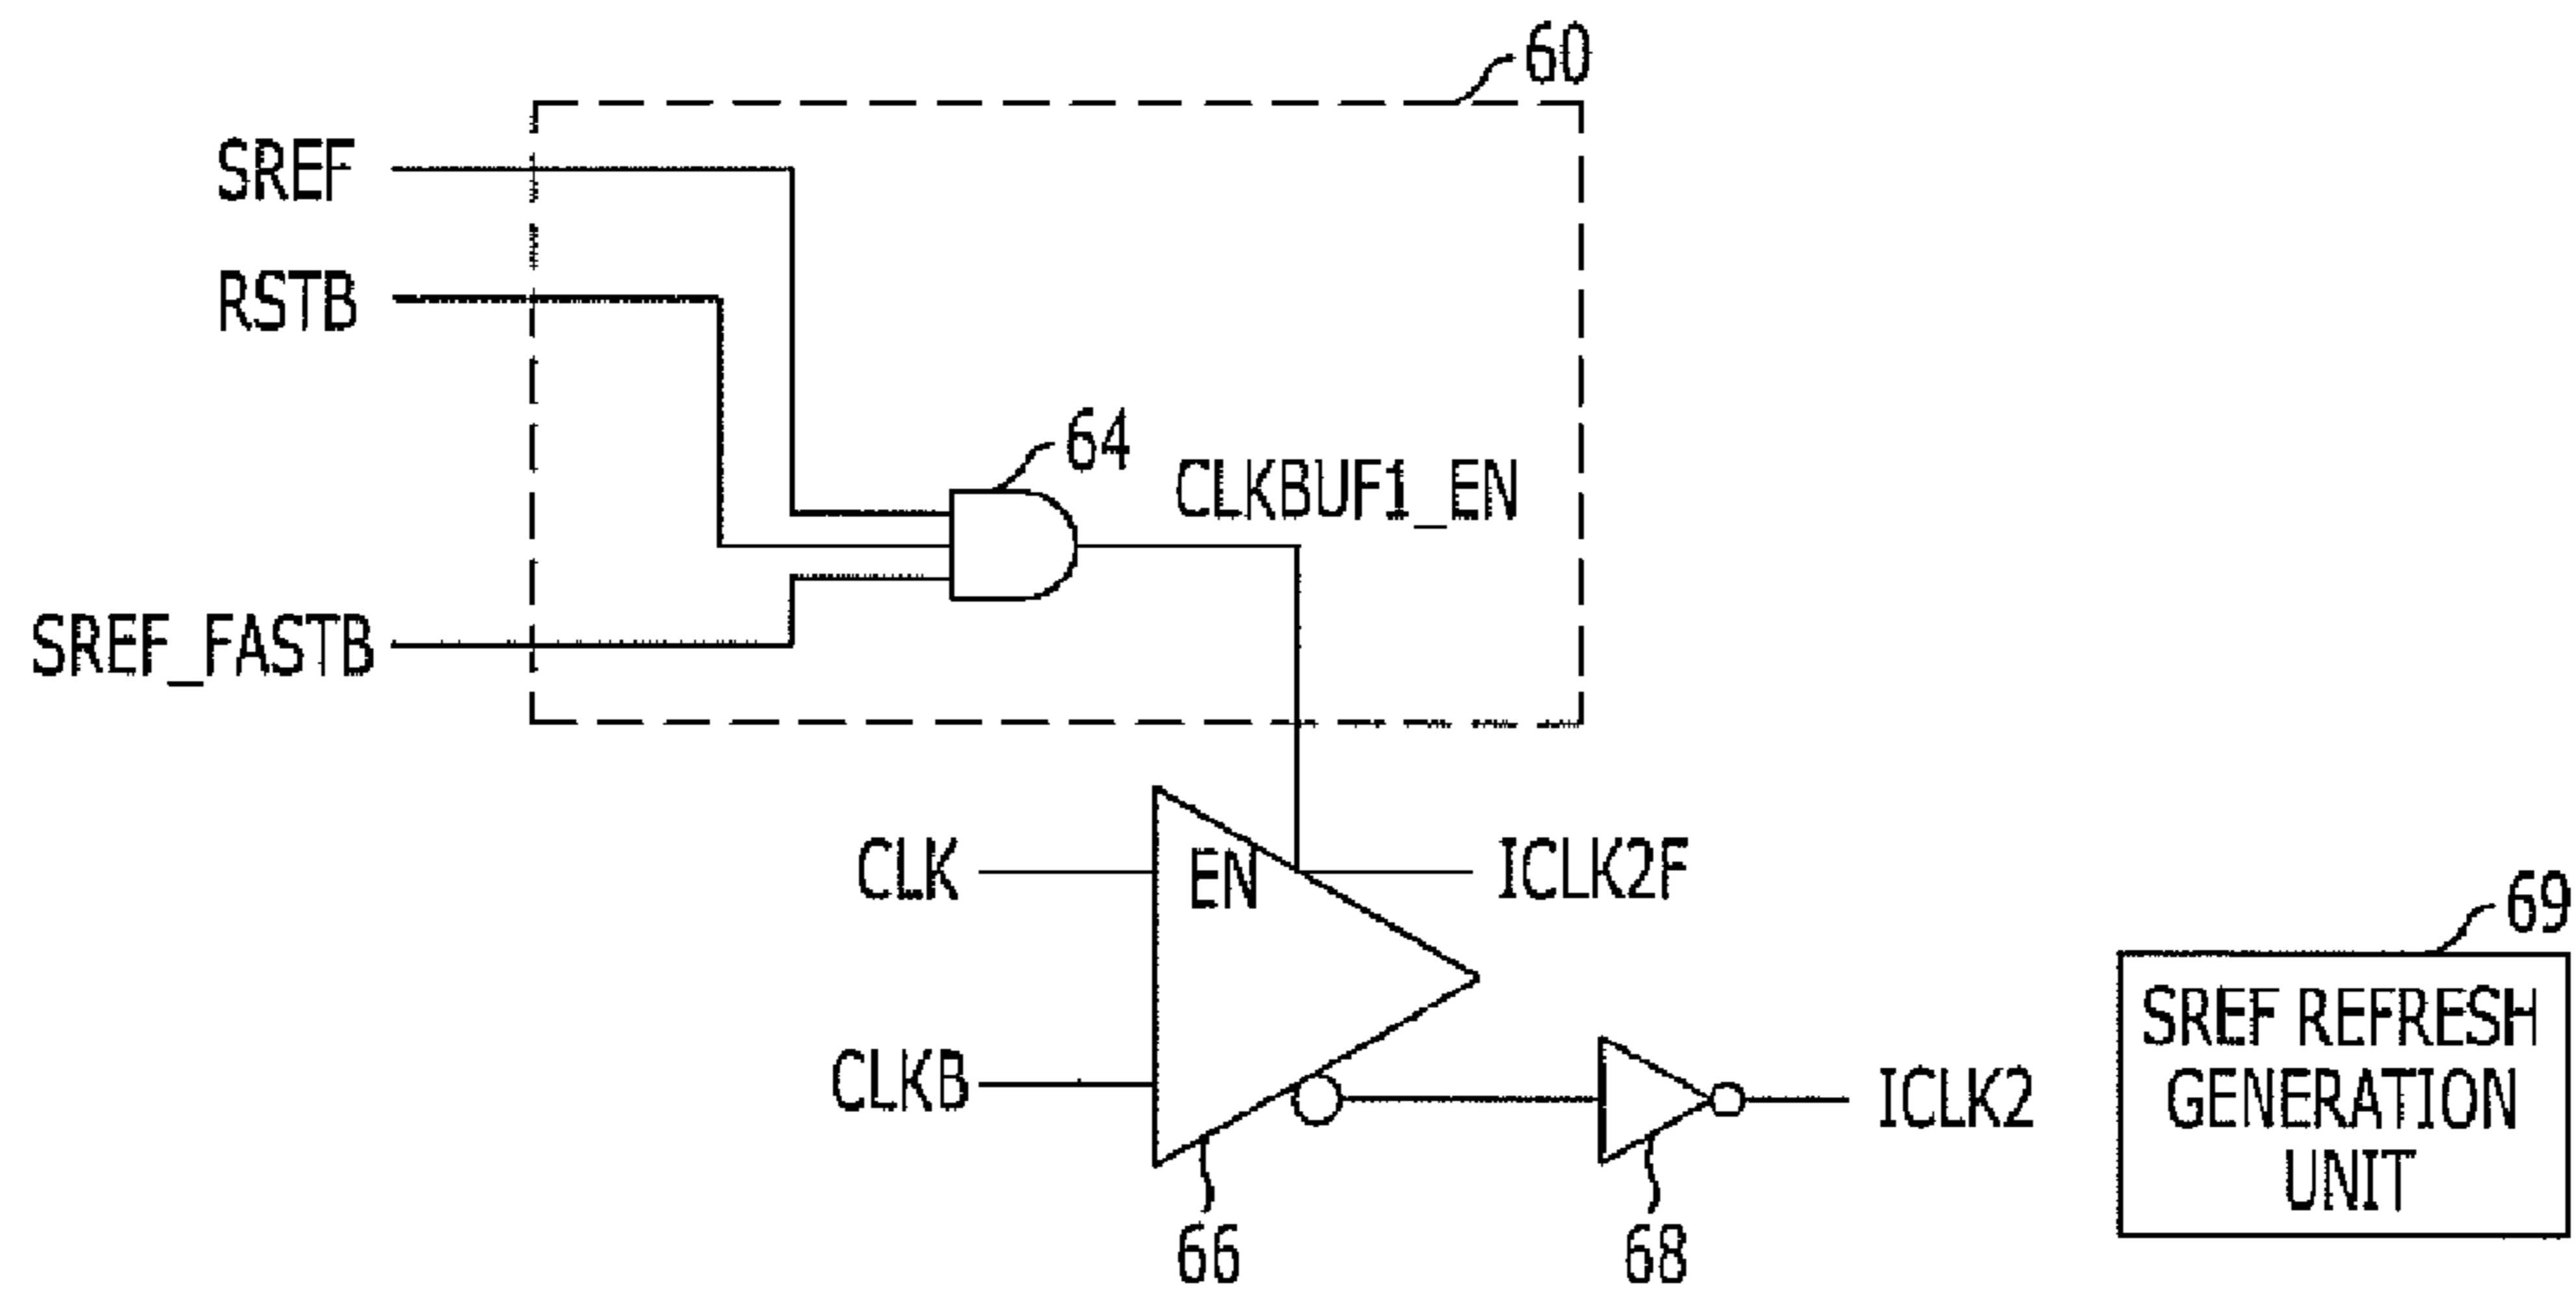 60
SREF
RSTB
64
CLKBUF1_EN
SREF_FASTB
CLK
EN
ICLK2F
69
SREF REFRESH
GENERATION
UNIT
CLKB
ICLK2
66
68